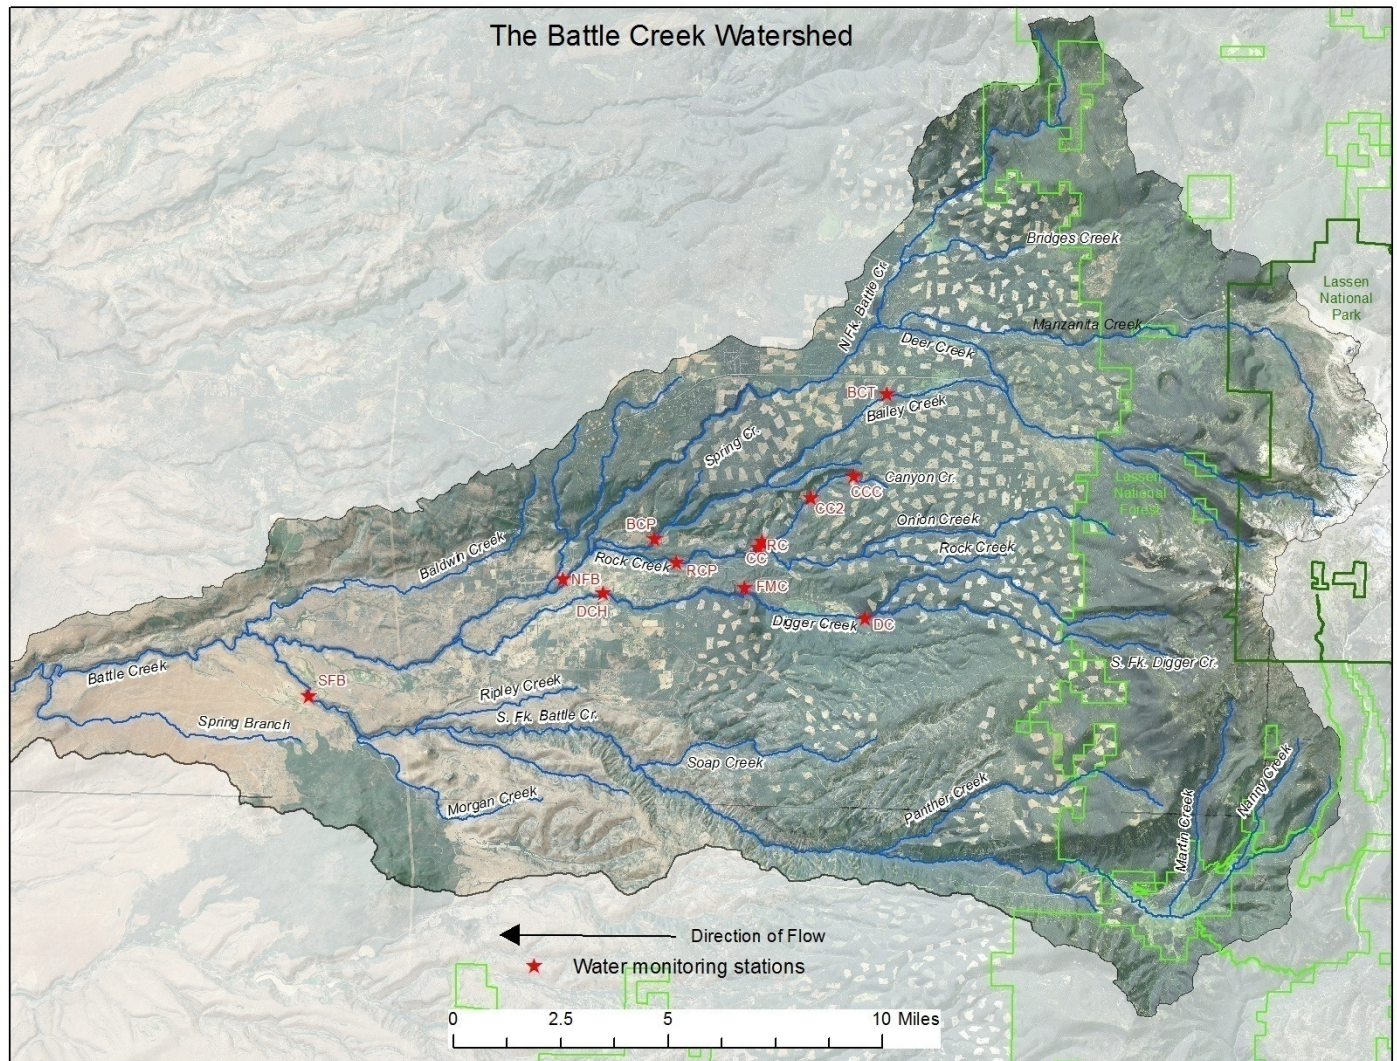 The Battle Creek Watershed
Bridges Creek
N Fk. Battle Cr.
Lassen
National
Park
Manzanita Creek
Deer Creek
BCT
Bailey Creek
Spring Cr.
Canyon Cr.
CCC
Lassen
National
Forest
CC2
Onion Creek
BCP
RC
CC
Rock Creek
Baldwin Creek
Rock Creek
RCP
NFB
FMC
DCH
Digger Creek
DC
S. Fk. Digger Cr.
Battle Creek
SFB
Ripley Creek
S. Fk. Battle Cr.
Spring Branch
Soap Creek
Nanny Creek
Panther Creek
Morgan Creek
Martin Creek
Direction of Flow
Water monitoring stations
0 2.5 5 10 Miles